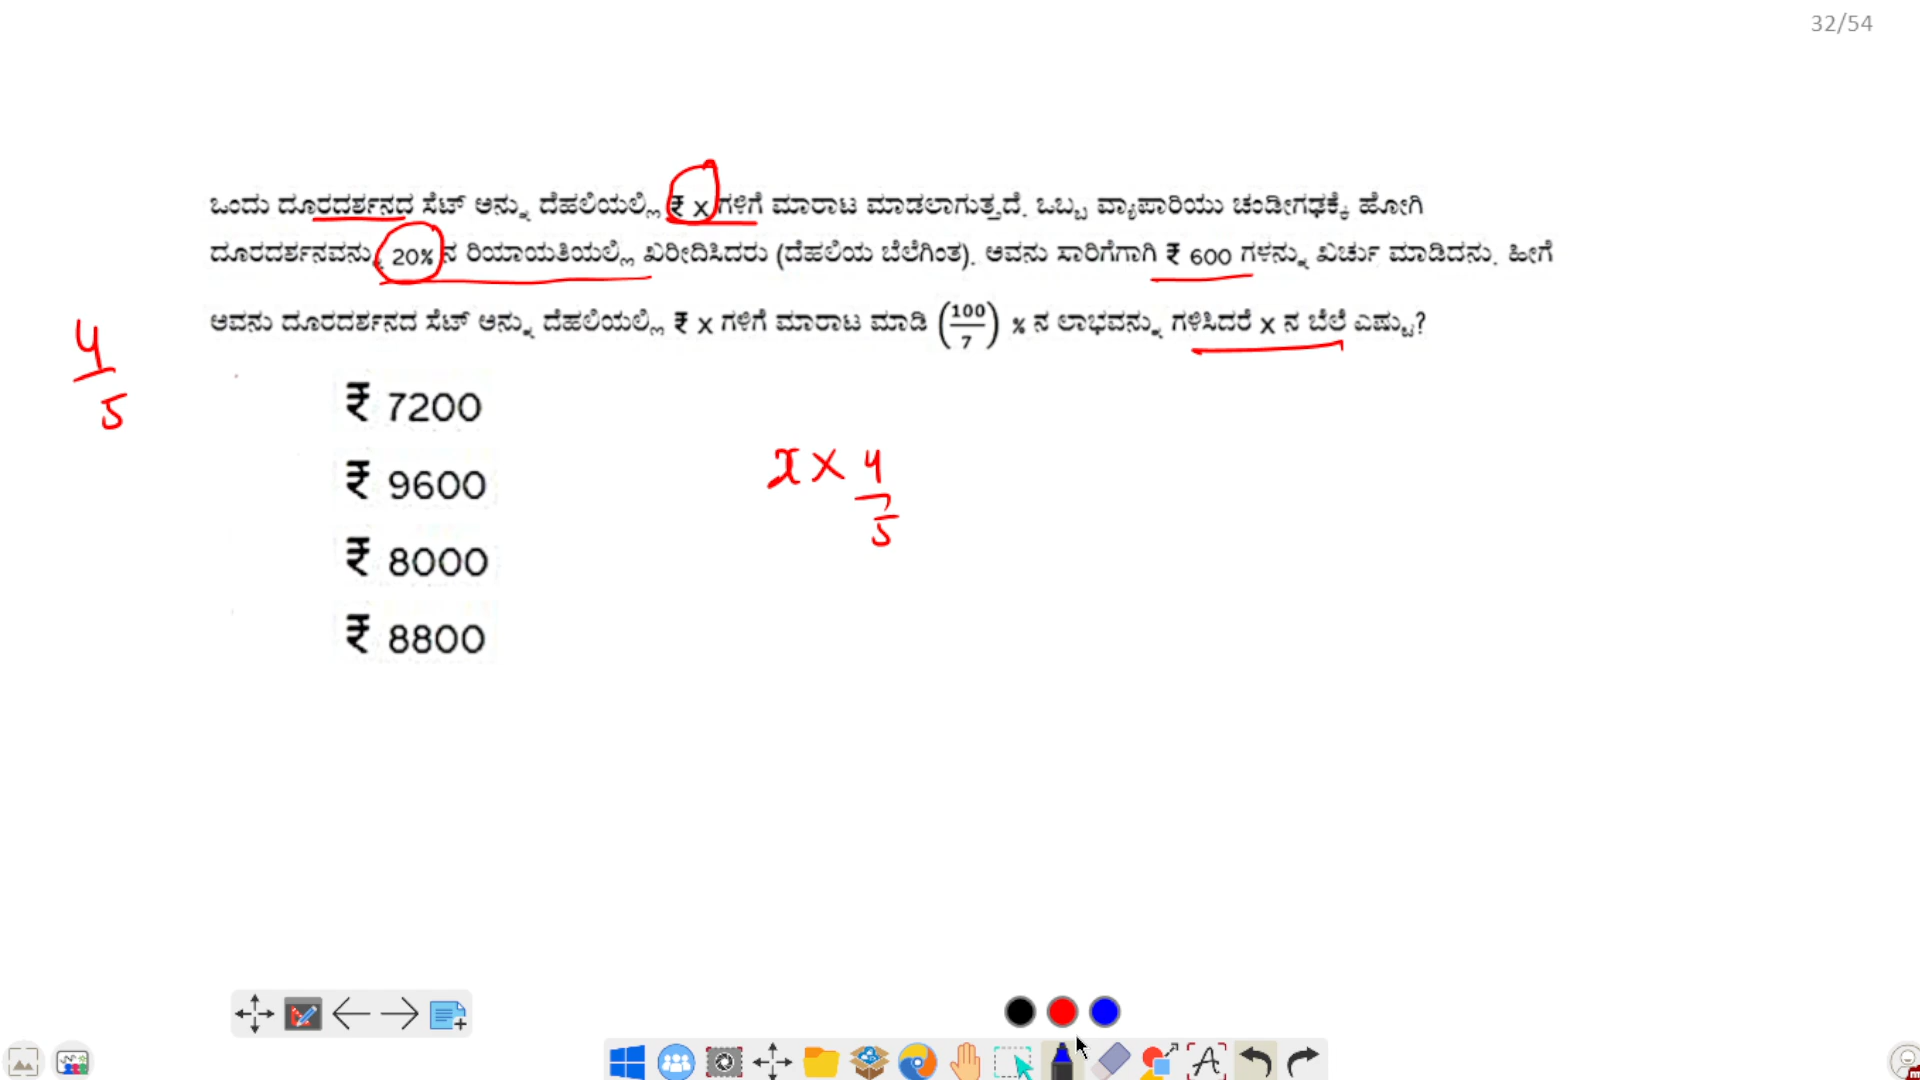 32/54
ಒಂದು ದೂರದರ್ಶನದ ಸೆಟ್ ಅನ್ನು ದೆಹಲಿಯಲ್ಲಿ ₹ x ಗಳಿಗೆ ಮಾರಾಟ ಮಾಡಲಾಗುತ್ತದೆ. ಒಬ್ಬ ವ್ಯಾಪಾರಿಯು ಚಂಡೀಗಢಕ್ಕೆ ಹೋಗಿ
ದೂರದರ್ಶನವನ್ನು 20% ನ ರಿಯಾಯತಿಯಲ್ಲಿ ಖರೀದಿಸಿದರು (ದೆಹಲಿಯ ಬೆಲೆಗಿಂತ). ಅವನು ಸಾರಿಗೆಗಾಗಿ ₹ 600 ಗಳನ್ನು ಖರ್ಚು ಮಾಡಿದನು. ಹೀಗೆ
ಅವನು ದೂರದರ್ಶನದ ಸೆಟ್ ಅನ್ನು ದೆಹಲಿಯಲ್ಲಿ ₹ x ಗಳಿಗೆ ಮಾರಾಟ ಮಾಡಿ (100/7) % ನ ಲಾಭವನ್ನು ಗಳಿಸಿದರೆ x ನ ಬೆಲೆ ಎಷ್ಟು?
4/5
₹ 7200
₹ 9600
x × 4/5
₹ 8000
₹ 8800